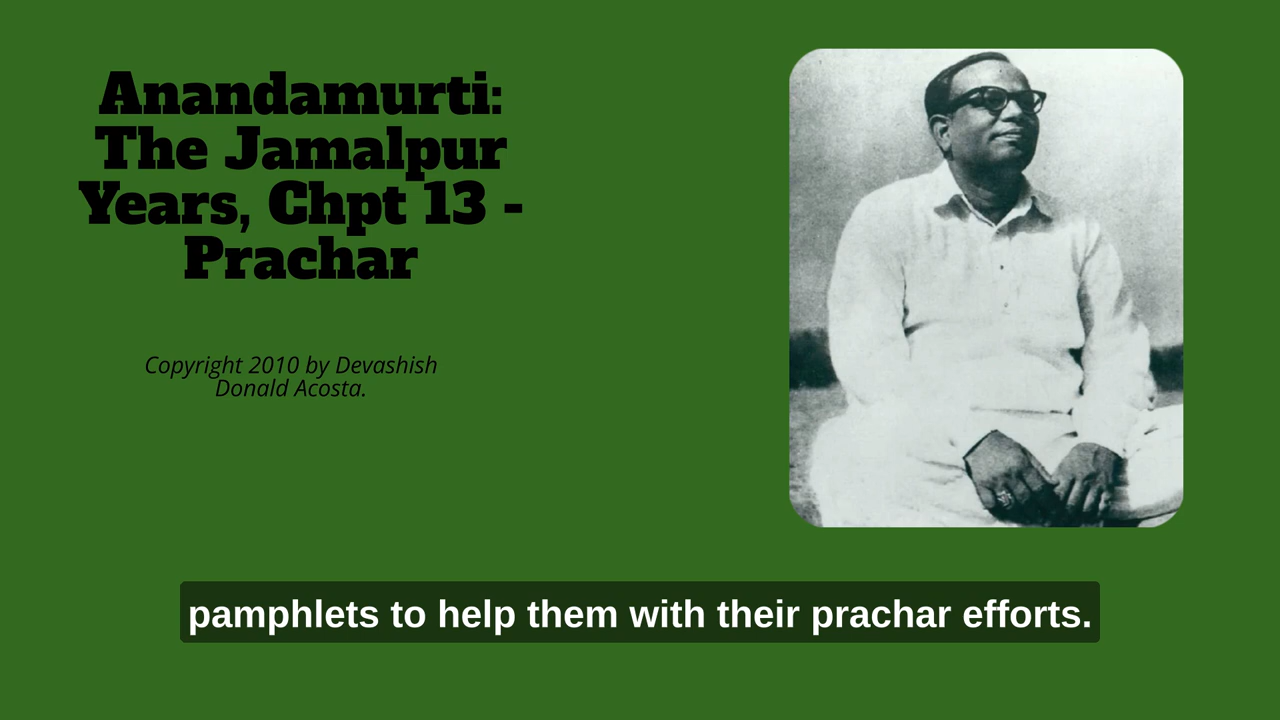 Anandamurti:
The Jamalpur
Years, Chpt 13 -
Prachar
Copyright 2010 by Devashish
Donald Acosta.
pamphlets to help them with their prachar efforts.